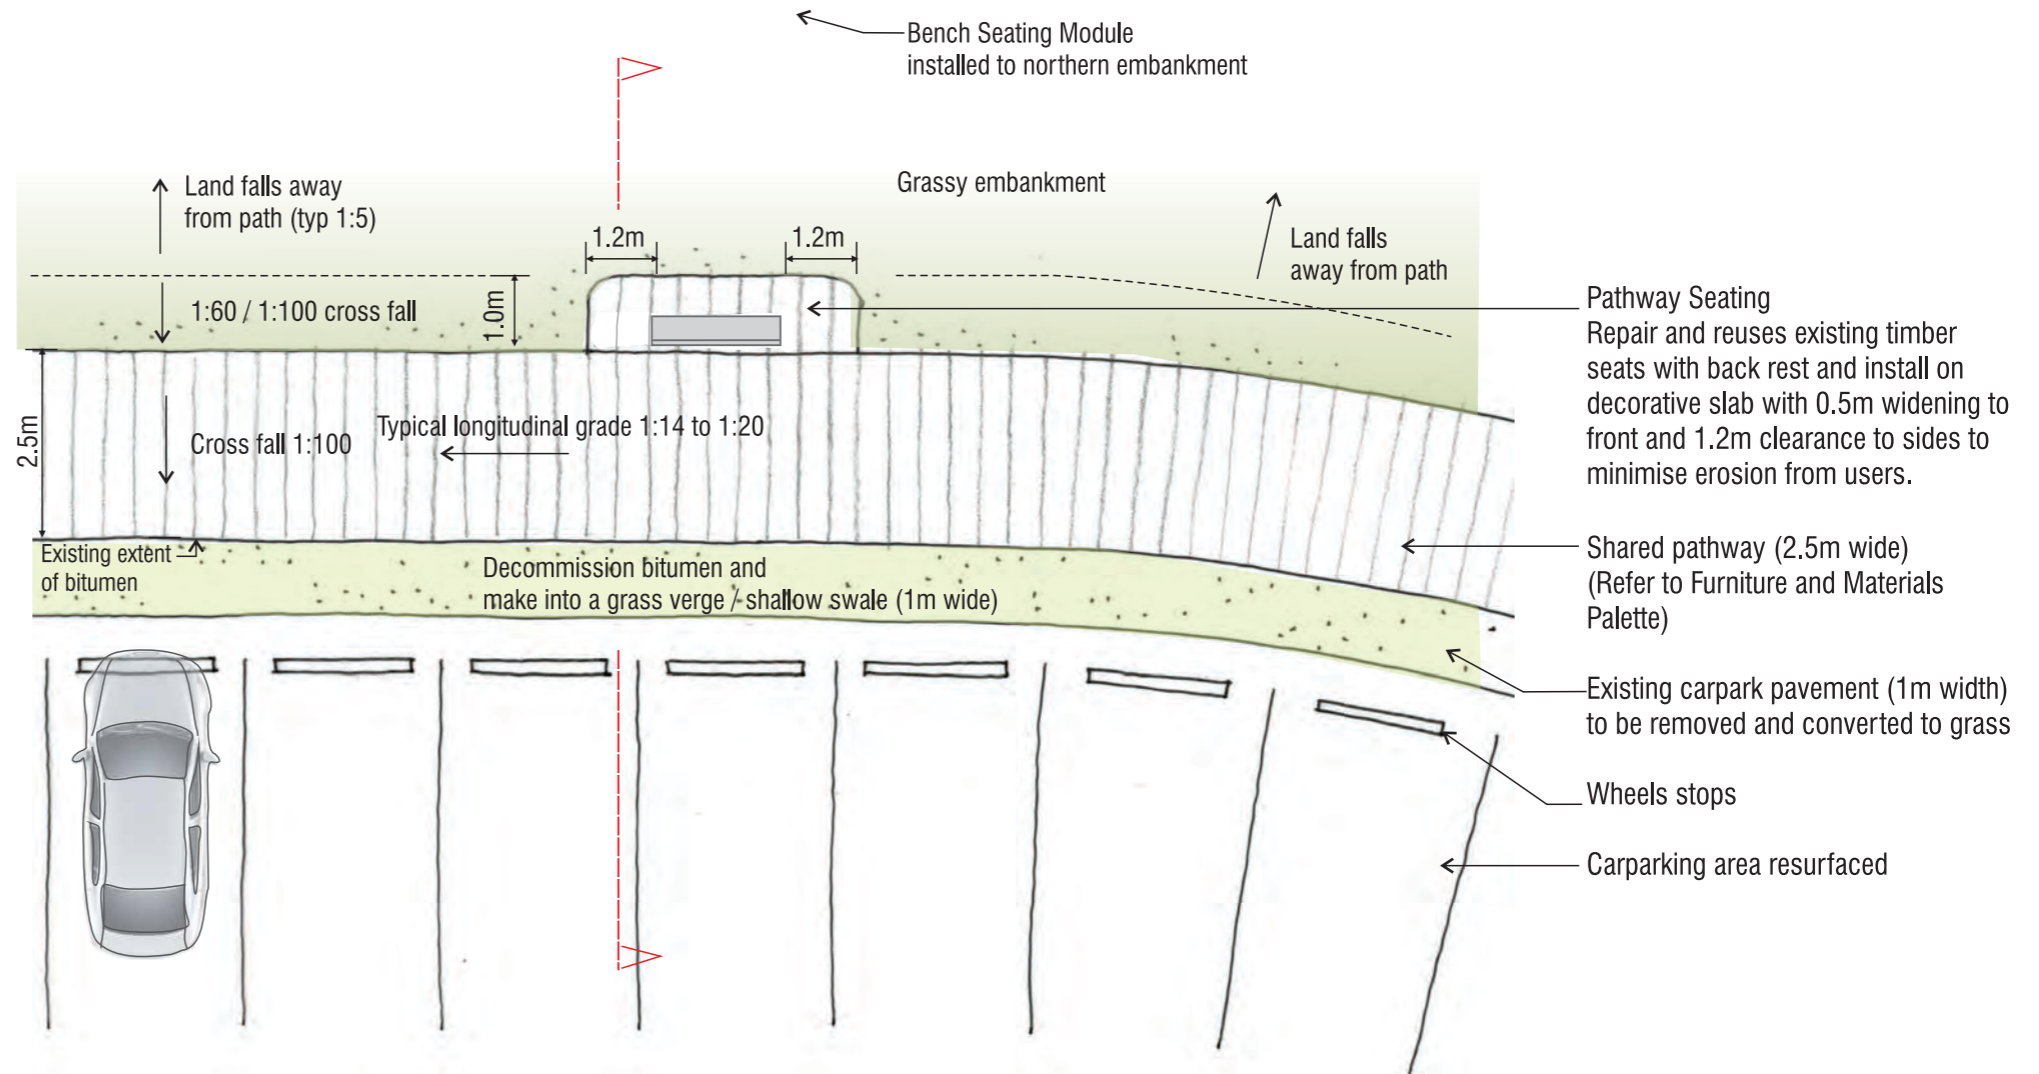 Bench Seating Module
installed to northern embankment
Land falls away
from path (typ 1:5)
Grassy embankment
1.2m
1.2m
Land falls
away from path
1:60 / 1:100 cross fall
1.0m
Pathway Seating
Repair and reuses existing timber
seats with back rest and install on
decorative slab with 0.5m widening to
front and 1.2m clearance to sides to
minimise erosion from users.
2.5m
Cross fall 1:100
Typical longitudinal grade 1:14 to 1:20
Existing extent
of bitumen
Decommission bitumen and
make into a grass verge / shallow swale (1m wide)
Shared pathway (2.5m wide)
(Refer to Furniture and Materials
Palette)
Existing carpark pavement (1m width)
to be removed and converted to grass
Wheels stops
Carparking area resurfaced